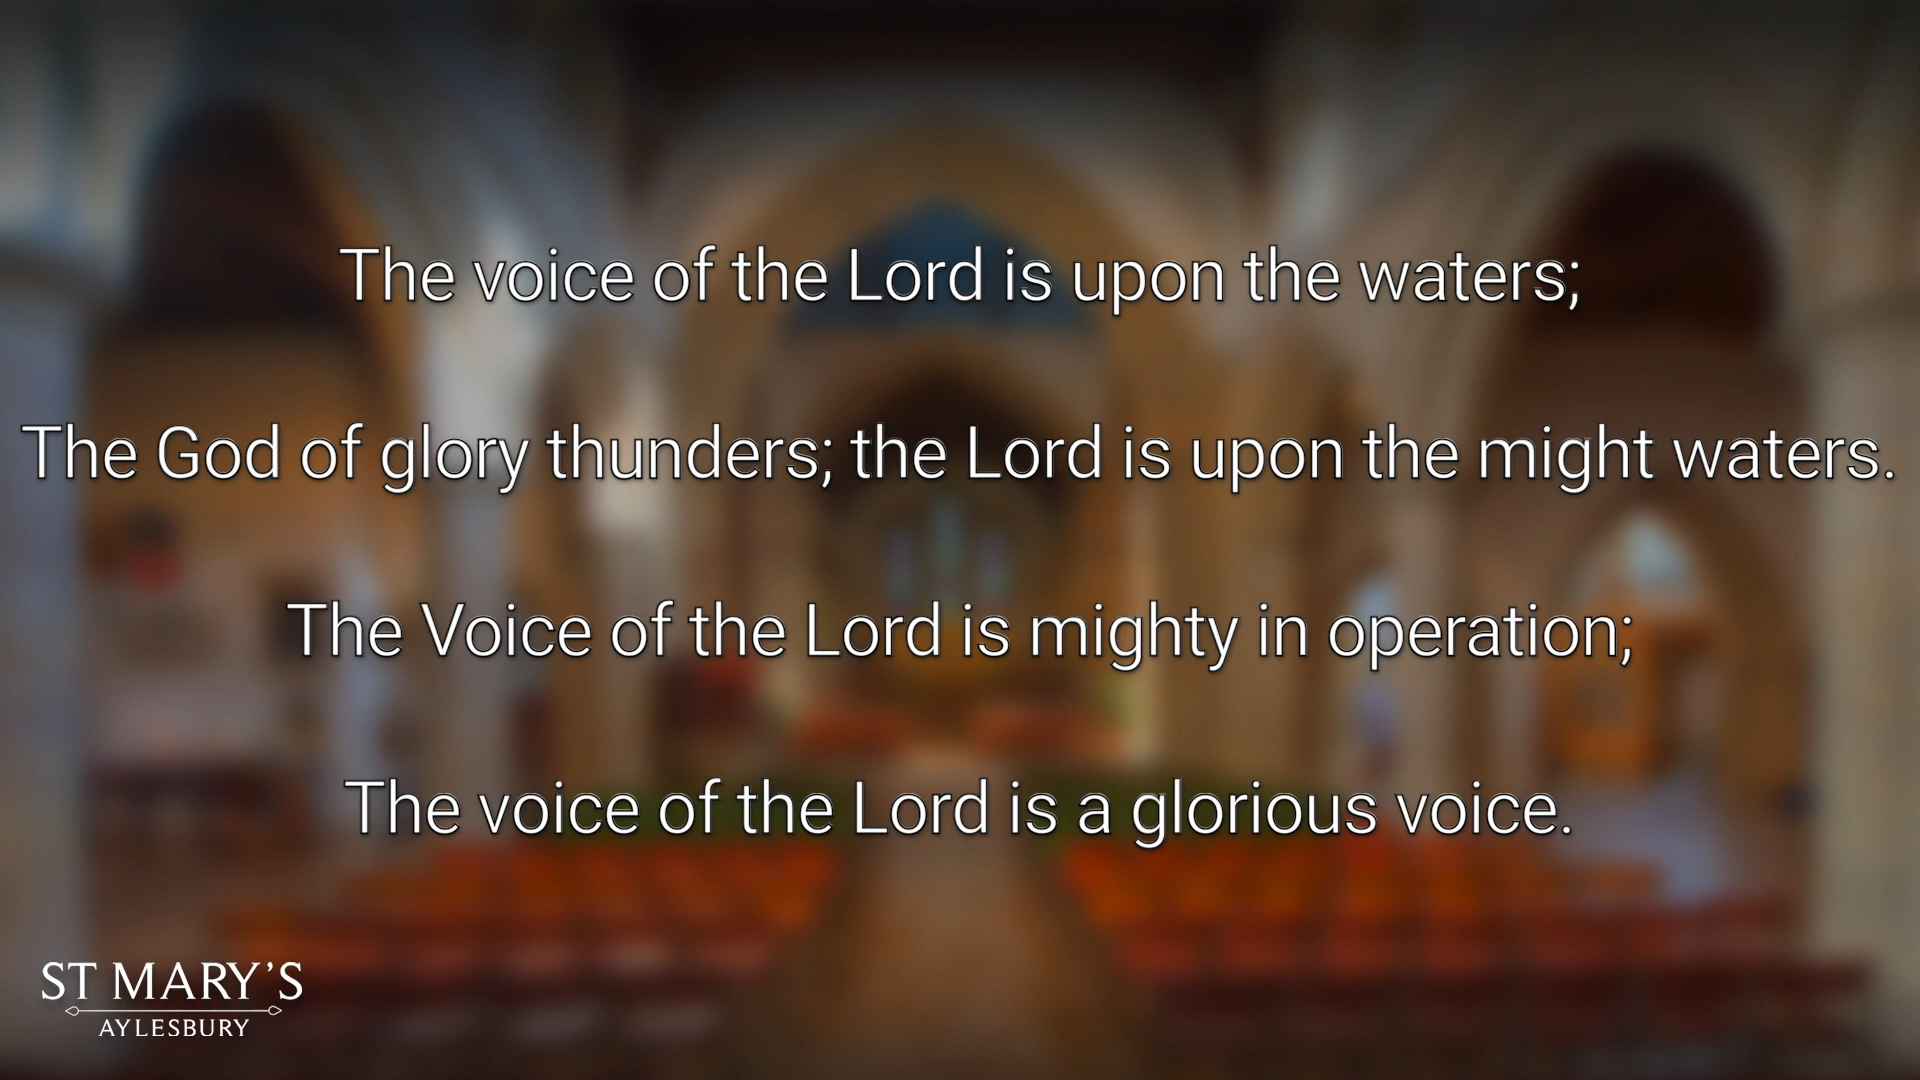 The voice of the Lord is upon the waters;
The God of glory thunders; the Lord is upon the might waters.
The Voice of the Lord is mighty in operation;
The voice of the Lord is a glorious voice.
ST MARY'S
AYLESBURY